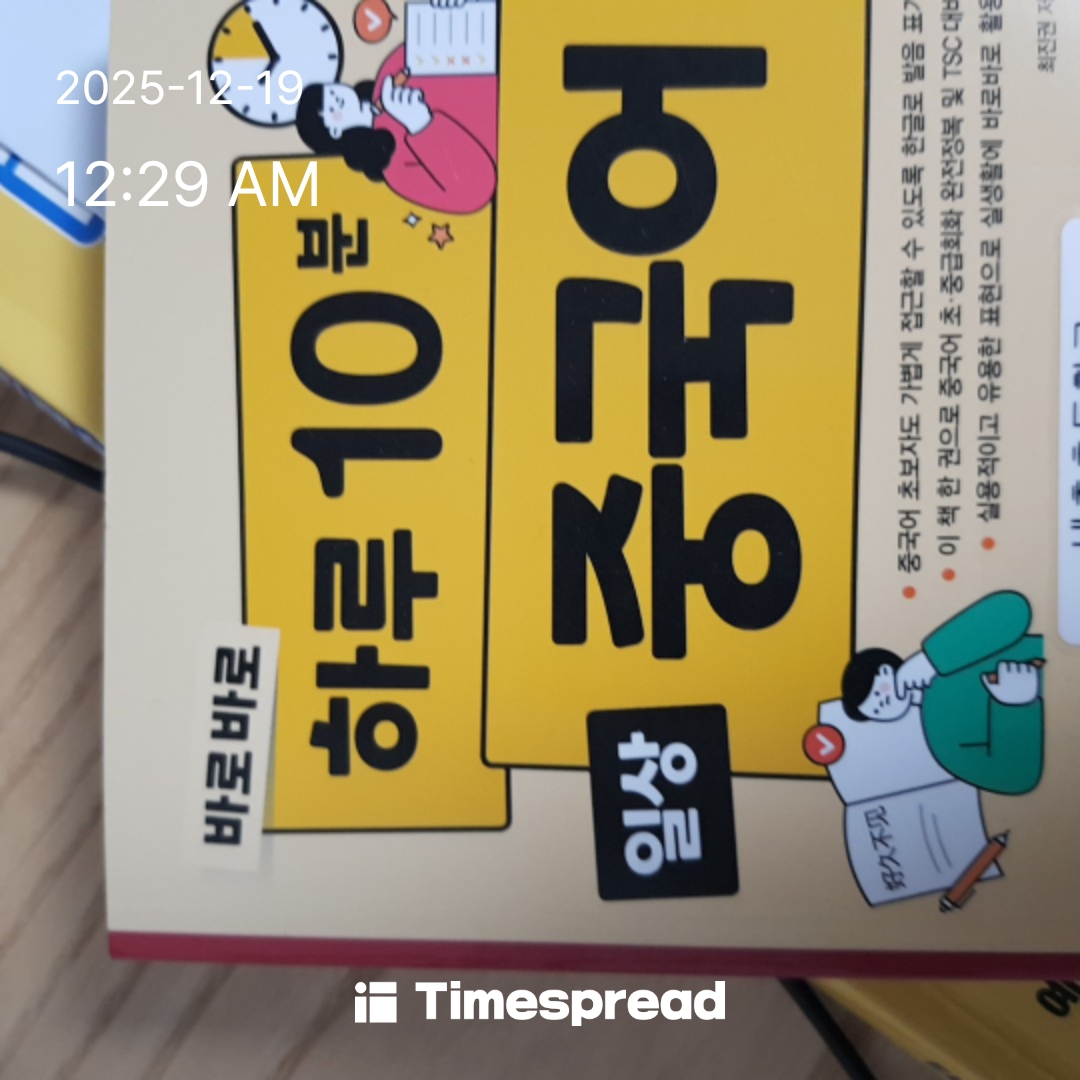 2025-12-19
12:29 AM
바로바로
하루 10분
일상
중국어
중국어 초보자도 가볍게 접근할 수 있도록 한글로 발음 표기
이 책 한 권으로 중국어 초·중급회화 완전정복 및 TSC 대비
실용적이고 유용한 표현으로 실생활에 바로바로 활용
최진권 저
好久不见
Timespread